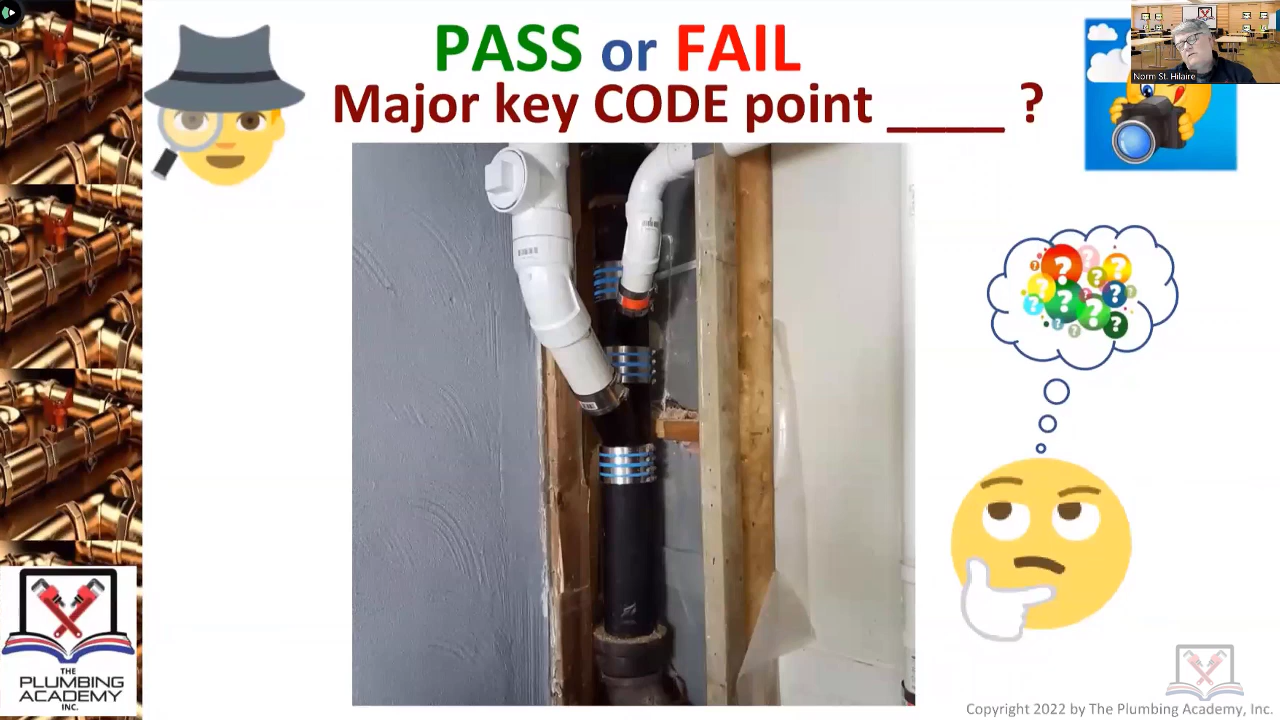 PASS or FAIL
Major key CODE point ____ ?
Norm St. Hilaire
? ? ? ? ? ? ? ? ? ? ?
THE
PLUMBING
ACADEMY
INC.
Copyright 2022 by The Plumbing Academy, Inc.